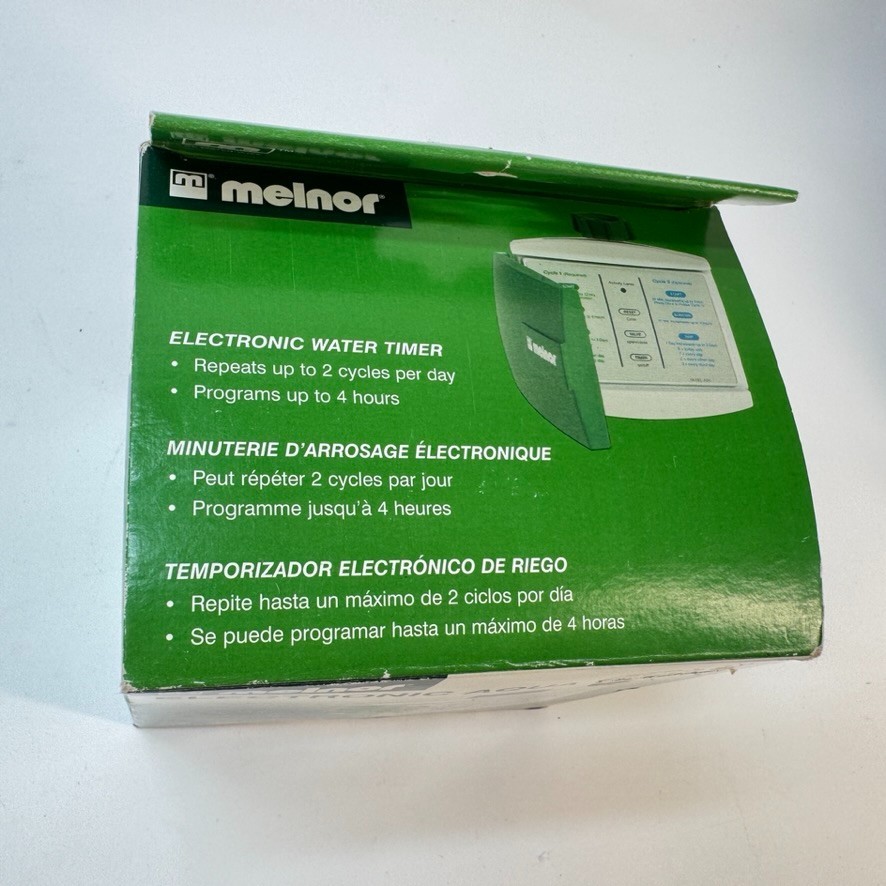 melnor
ELECTRONIC WATER TIMER
• Repeats up to 2 cycles per day
• Programs up to 4 hours
MINUTERIE D'ARROSAGE ÉLECTRONIQUE
• Peut répéter 2 cycles par jour
• Programme jusqu'à 4 heures
TEMPORIZADOR ELECTRÓNICO DE RIEGO
• Repite hasta un máximo de 2 ciclos por día
• Se puede programar hasta un máximo de 4 horas
melnor
RESET